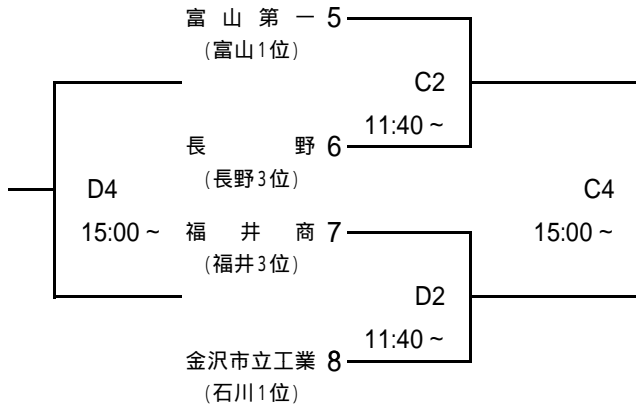 富山第一 5
(富山1位)
C2
11:40 ~
長野 6
(長野3位)
D4
C4
15:00 ~
福井商 7
15:00 ~
(福井3位)
D2
11:40 ~
金沢市立工業 8
(石川1位)